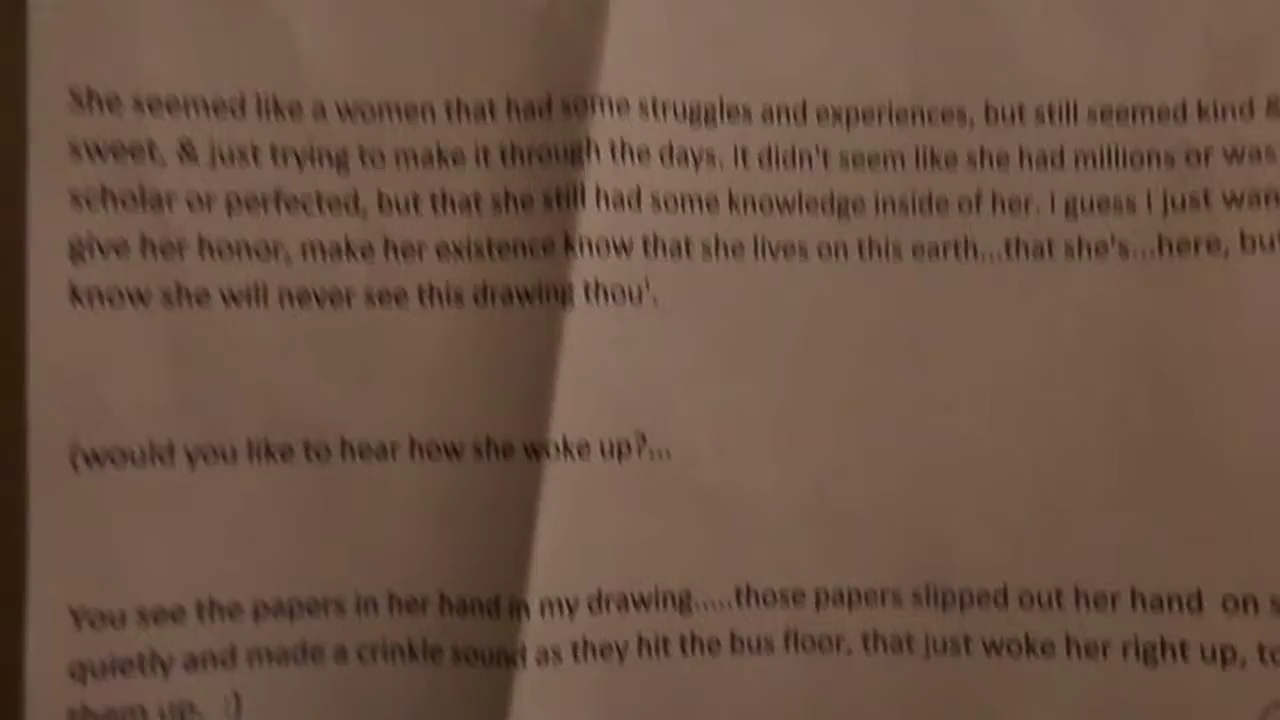 She seemed like a women that had some struggles and experiences, but still seemed kind &
sweet, & just trying to make it through the days. It didn't seem like she had millions or was
scholar or perfected, but that she still had some knowledge inside of her. I guess I just wan
give her honor, make her existence know that she lives on this earth...that she's...here, bu
know she will never see this drawing thou'.
(would you like to hear how she woke up?...
You see the papers in her hand in my drawing.....those papers slipped out her hand on s
quietly and made a crinkle sound as they hit the bus floor, that just woke her right up, to
them up. :)